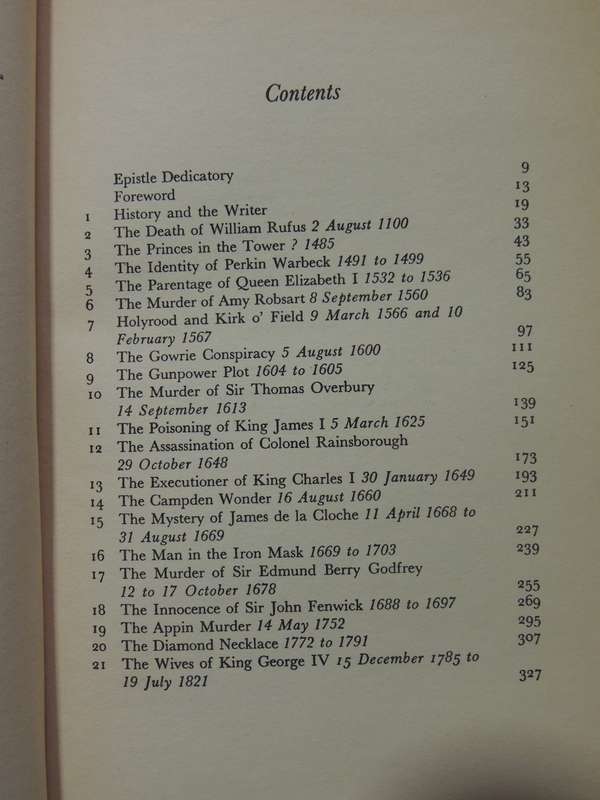 Contents
Epistle Dedicatory 9
Foreword 13
1 History and the Writer 19
2 The Death of William Rufus 2 August 1100 33
3 The Princes in the Tower ? 1485 43
4 The Identity of Perkin Warbeck 1491 to 1499 55
5 The Parentage of Queen Elizabeth I 1532 to 1536 65
6 The Murder of Amy Robsart 8 September 1560 83
7 Holyrood and Kirk o' Field 9 March 1566 and 10
February 1567 97
8 The Gowrie Conspiracy 5 August 1600 111
9 The Gunpower Plot 1604 to 1605 125
10 The Murder of Sir Thomas Overbury
14 September 1613 139
11 The Poisoning of King James I 5 March 1625 151
12 The Assassination of Colonel Rainsborough
29 October 1648 173
13 The Executioner of King Charles I 30 January 1649 193
14 The Campden Wonder 16 August 1660 211
15 The Mystery of James de la Cloche 11 April 1668 to
31 August 1669 227
16 The Man in the Iron Mask 1669 to 1703 239
17 The Murder of Sir Edmund Berry Godfrey
12 to 17 October 1678 255
18 The Innocence of Sir John Fenwick 1688 to 1697 269
19 The Appin Murder 14 May 1752 295
20 The Diamond Necklace 1772 to 1791 307
21 The Wives of King George IV 15 December 1785 to
19 July 1821 327